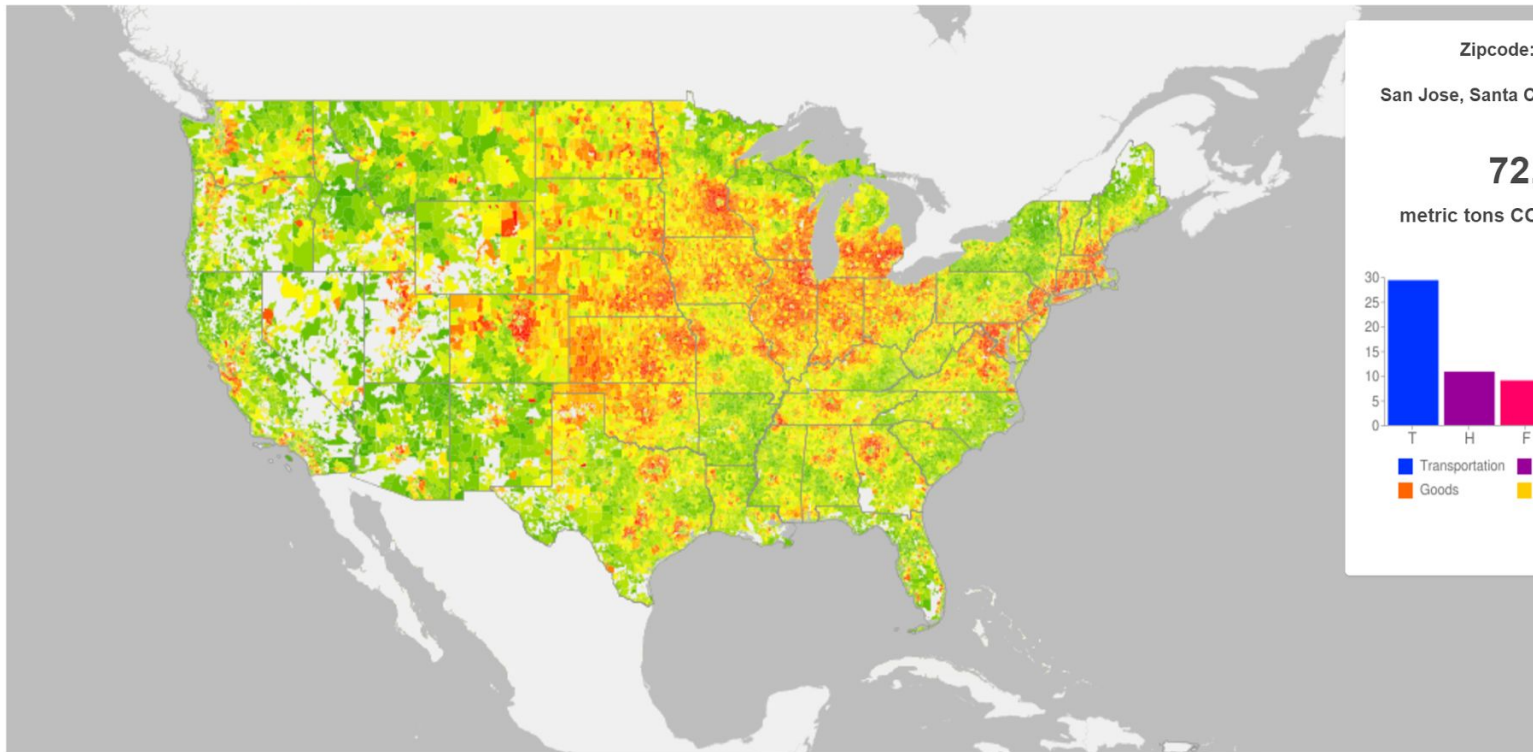 Zipcode:
San Jose, Santa C
72.
metric tons CO
30
25
20
15
10
5
0
T H F
Transportation
Goods